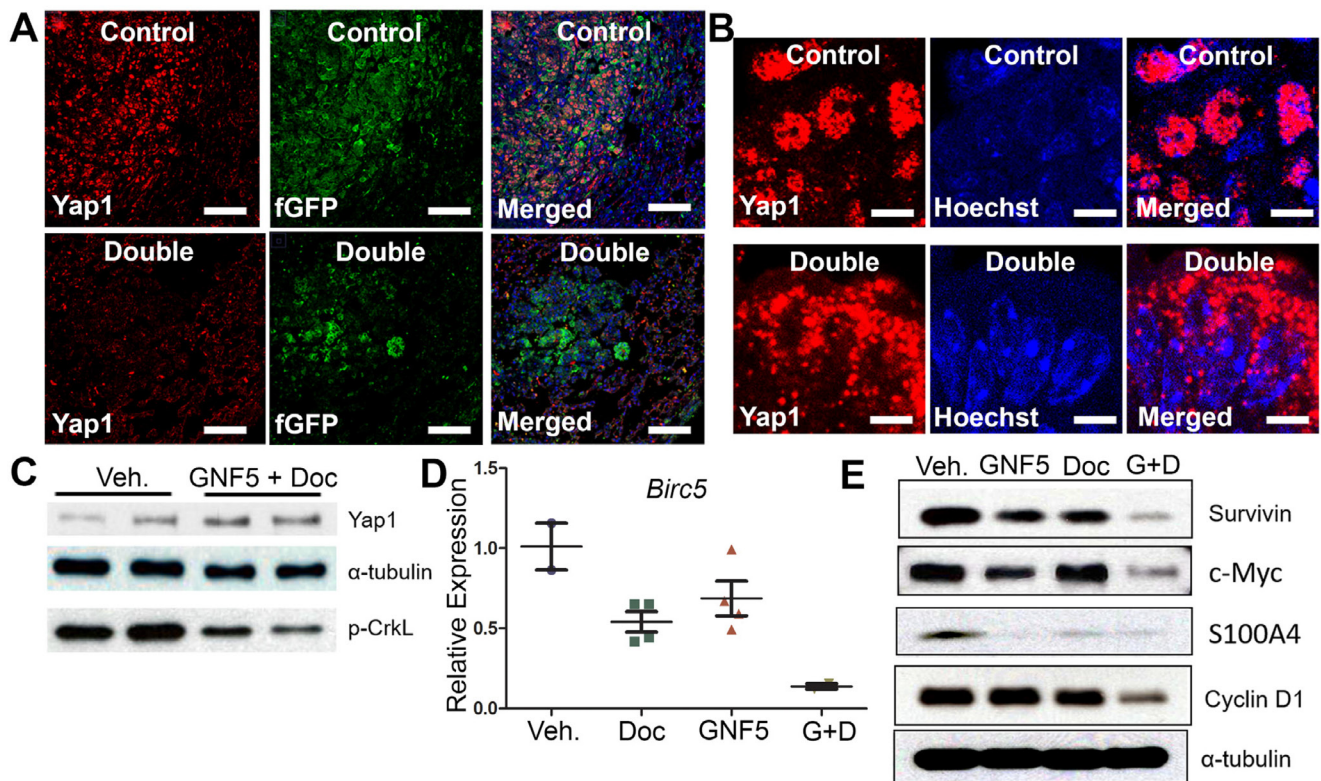 A
Control
Control
Control
Yap1
fGFP
Merged
Double
Double
Double
Yap1
fGFP
Merged
B
Control
Control
Control
Yap1
Hoechst
Merged
Double
Double
Double
Yap1
Hoechst
Merged
C
Veh. GNF5 + Doc
Yap1
α-tubulin
p-CrkL
D
Birc5
Relative Expression
1.5
1.0
0.5
0.0
Veh. Doc GNF5 G+D
E
Veh. GNF5 Doc G+D
Survivin
c-Myc
S100A4
Cyclin D1
α-tubulin